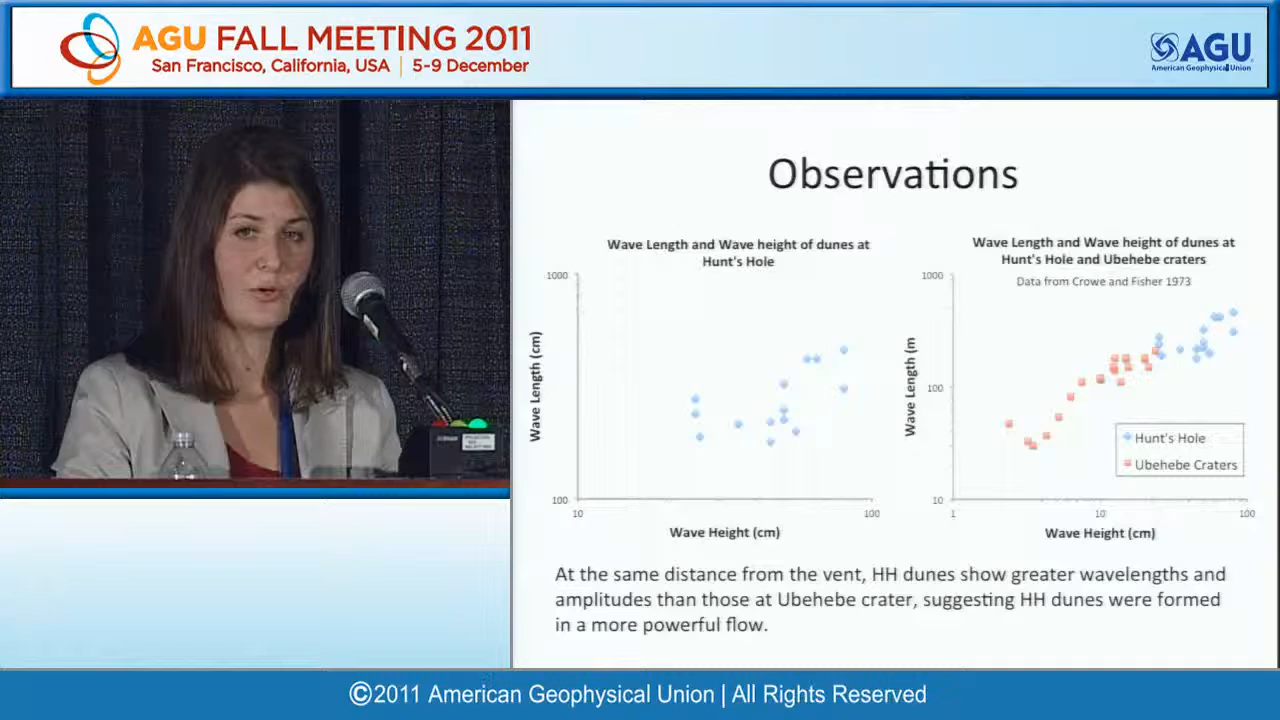 AGU FALL MEETING 2011
San Francisco, California, USA | 5-9 December
AGU
American Geophysical Union
Observations
Wave Length and Wave height of dunes at
Hunt's Hole
1000
Wave Length (cm)
100
10
100
Wave Height (cm)
Wave Length and Wave height of dunes at
Hunt's Hole and Ubehebe craters
Data from Crowe and Fisher 1973
1000
Wave Length (m
100
10
1
10
100
Wave Height (cm)
Hunt's Hole
Ubehebe Craters
At the same distance from the vent, HH dunes show greater wavelengths and
amplitudes than those at Ubehebe crater, suggesting HH dunes were formed
in a more powerful flow.
©2011 American Geophysical Union | All Rights Reserved